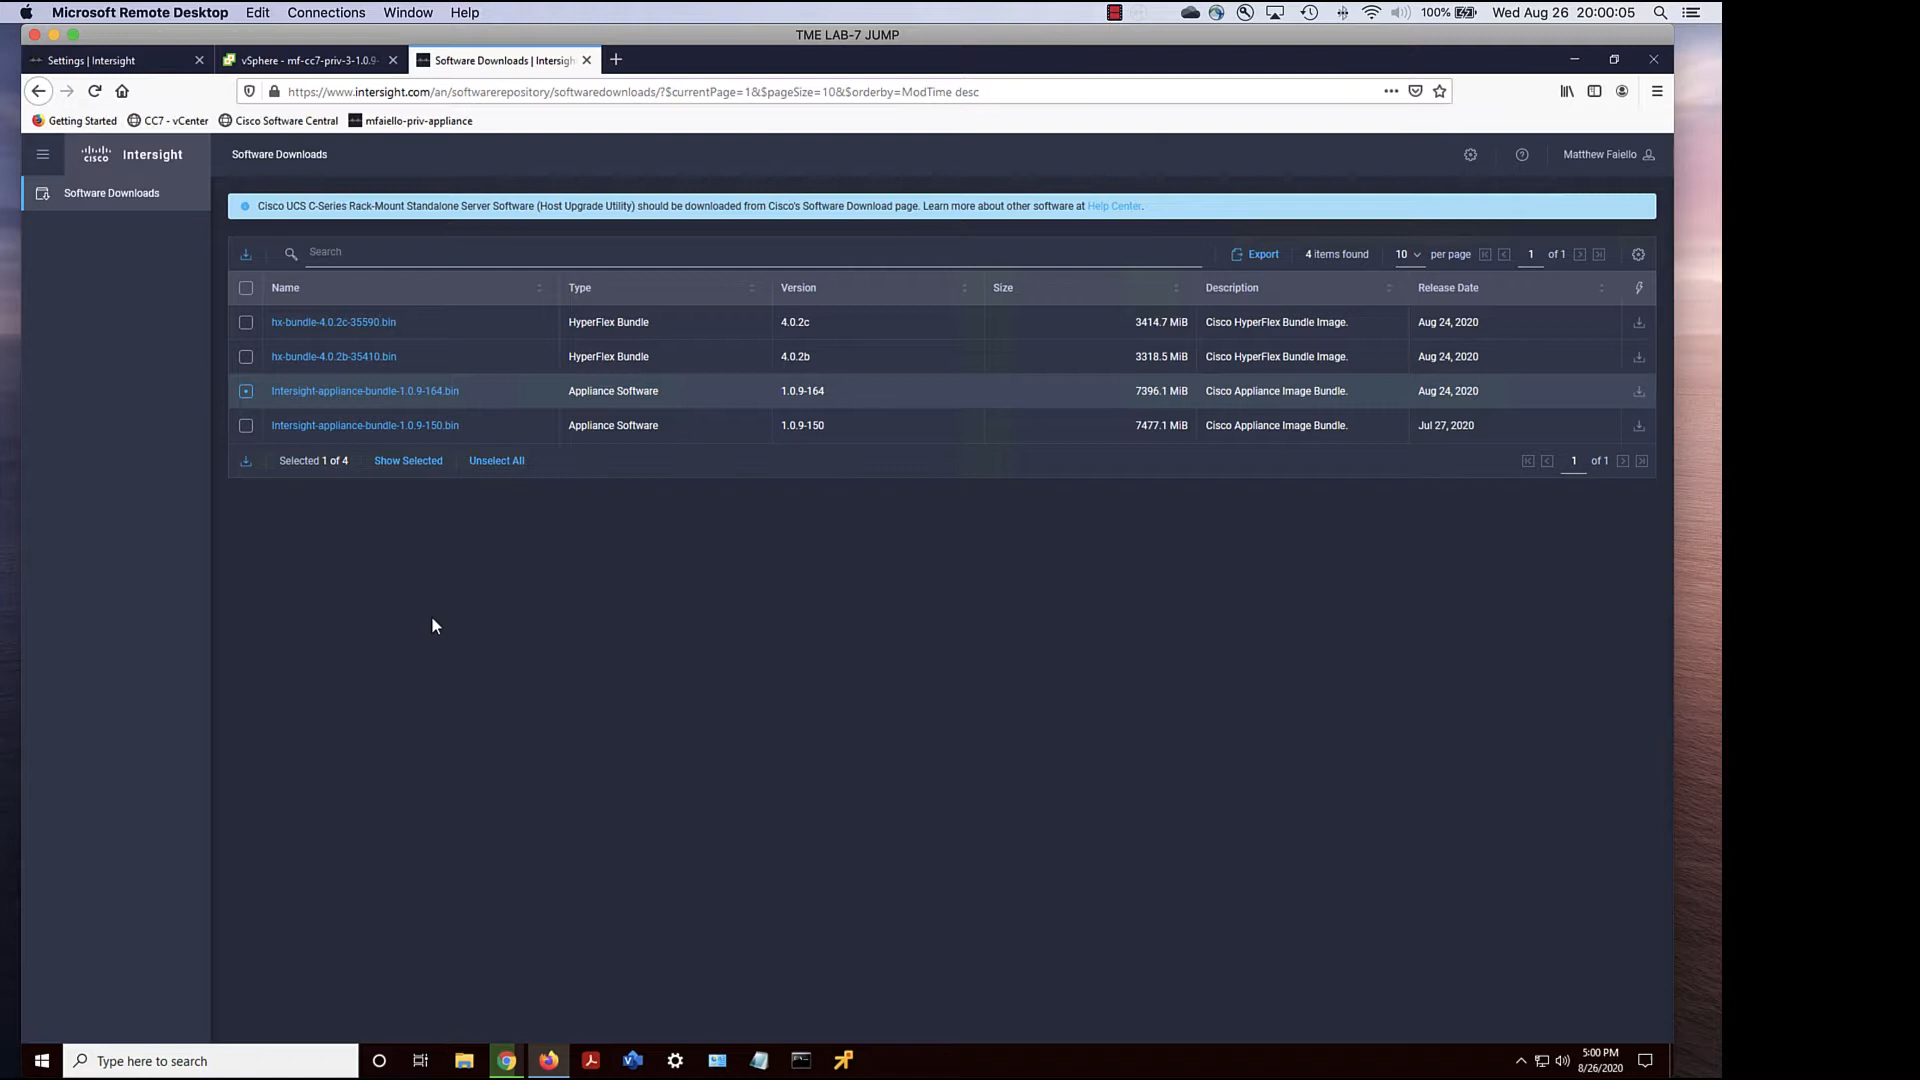 Microsoft Remote Desktop Edit Connections Window Help 100% Wed Aug 26 20:00:05
TME LAB-7 JUMP
Settings | Intersight vSphere - mf-cc7-priv-3-1.0.9- Software Downloads | Intersigh
https://www.intersight.com/an/softwarerepository/softwaredownloads/?$currentPage=1&$pageSize=10&$orderby=ModTime desc
Getting Started CC7 - vCenter Cisco Software Central mfaiello-priv-appliance
cisco Intersight Software Downloads Matthew Faiello
Software Downloads
Cisco UCS C-Series Rack-Mount Standalone Server Software (Host Upgrade Utility) should be downloaded from Cisco's Software Download page. Learn more about other software at Help Center.
Search Export 4 items found 10 per page 1 of 1
Name Type Version Size Description Release Date
hx-bundle-4.0.2c-35590.bin HyperFlex Bundle 4.0.2c 3414.7 MiB Cisco HyperFlex Bundle Image. Aug 24, 2020
hx-bundle-4.0.2b-35410.bin HyperFlex Bundle 4.0.2b 3318.5 MiB Cisco HyperFlex Bundle Image. Aug 24, 2020
Intersight-appliance-bundle-1.0.9-164.bin Appliance Software 1.0.9-164 7396.1 MiB Cisco Appliance Image Bundle. Aug 24, 2020
Intersight-appliance-bundle-1.0.9-150.bin Appliance Software 1.0.9-150 7477.1 MiB Cisco Appliance Image Bundle. Jul 27, 2020
Selected 1 of 4 Show Selected Unselect All 1 of 1
Type here to search
5:00 PM
8/26/2020